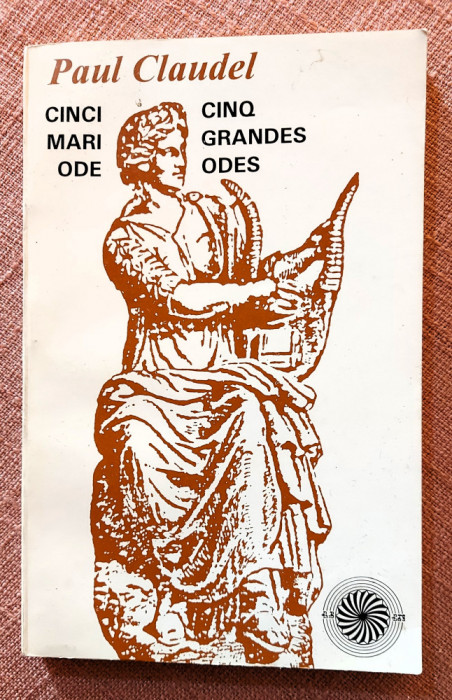 Paul Claudel
CINCI
MARI
ODE
CINQ
GRANDES
ODES